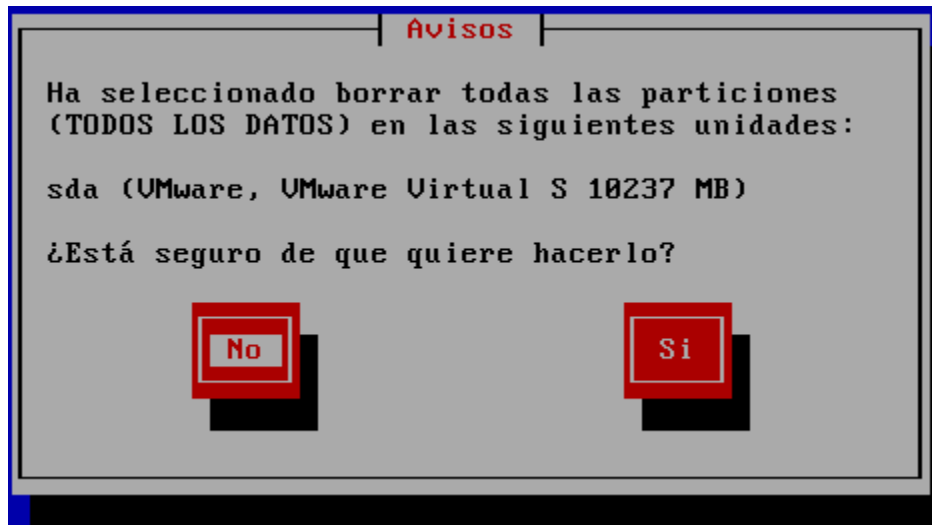 Avisos
Ha seleccionado borrar todas las particiones
(TODOS LOS DATOS) en las siguientes unidades:
sda (VMware, VMware Virtual S 10237 MB)
¿Está seguro de que quiere hacerlo?
No Si